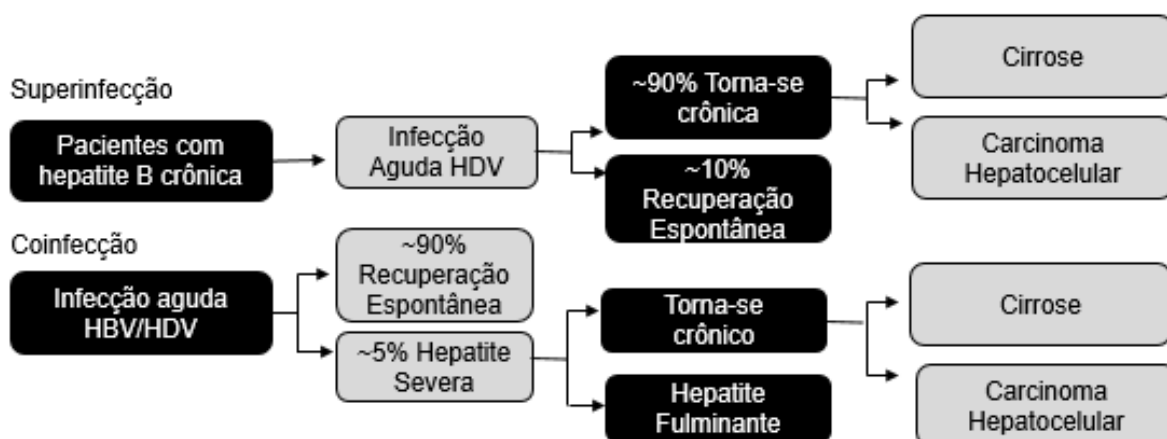 Superinfecção
Pacientes com
hepatite B crônica
Infecção
Aguda HDV
~90% Torna-se
crônica
~10%
Recuperação
Espontânea
Cirrose
Carcinoma
Hepatocelular
Coinfecção
Infecção aguda
HBV/HDV
~90%
Recuperação
Espontânea
~5% Hepatite
Severa
Torna-se
crônico
Hepatite
Fulminante
Cirrose
Carcinoma
Hepatocelular